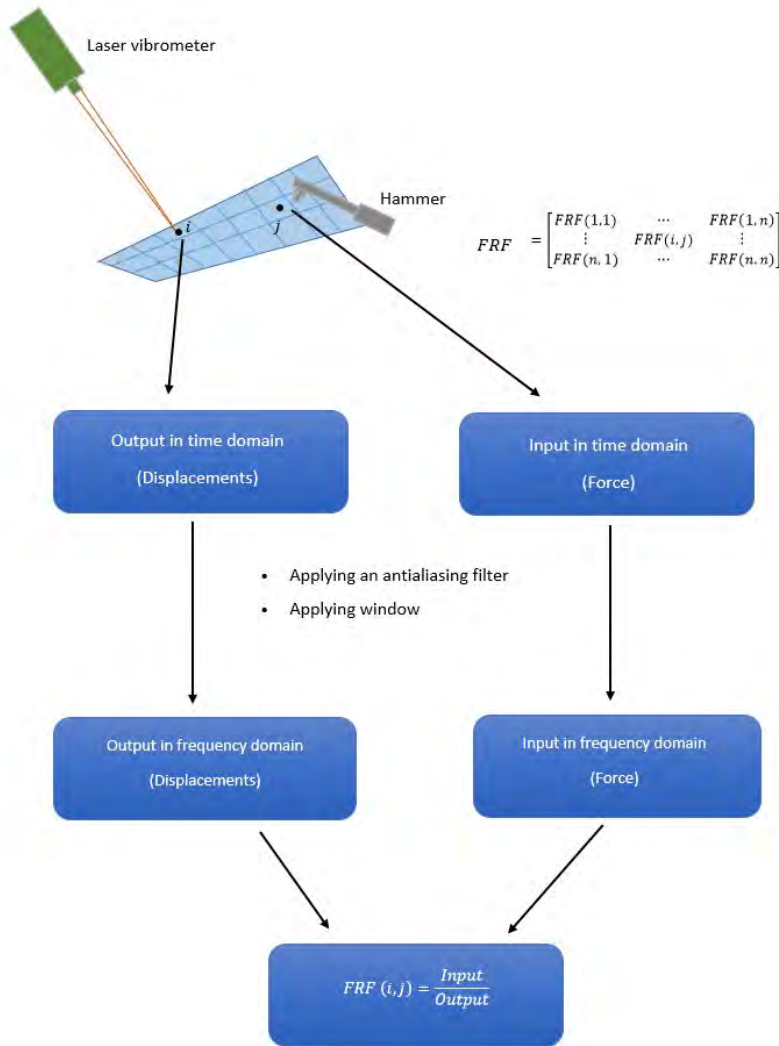 Laser vibrometer
Hammer
i
j
FRF = [FRF(1,1) ⋯ FRF(1,n)
⋮ FRF(i,j) ⋮
FRF(n,1) ⋯ FRF(n,n)]
Output in time domain
(Displacements)
Input in time domain
(Force)
• Applying an antialiasing filter
• Applying window
Output in frequency domain
(Displacements)
Input in frequency domain
(Force)
FRF (i,j) = Input
Output